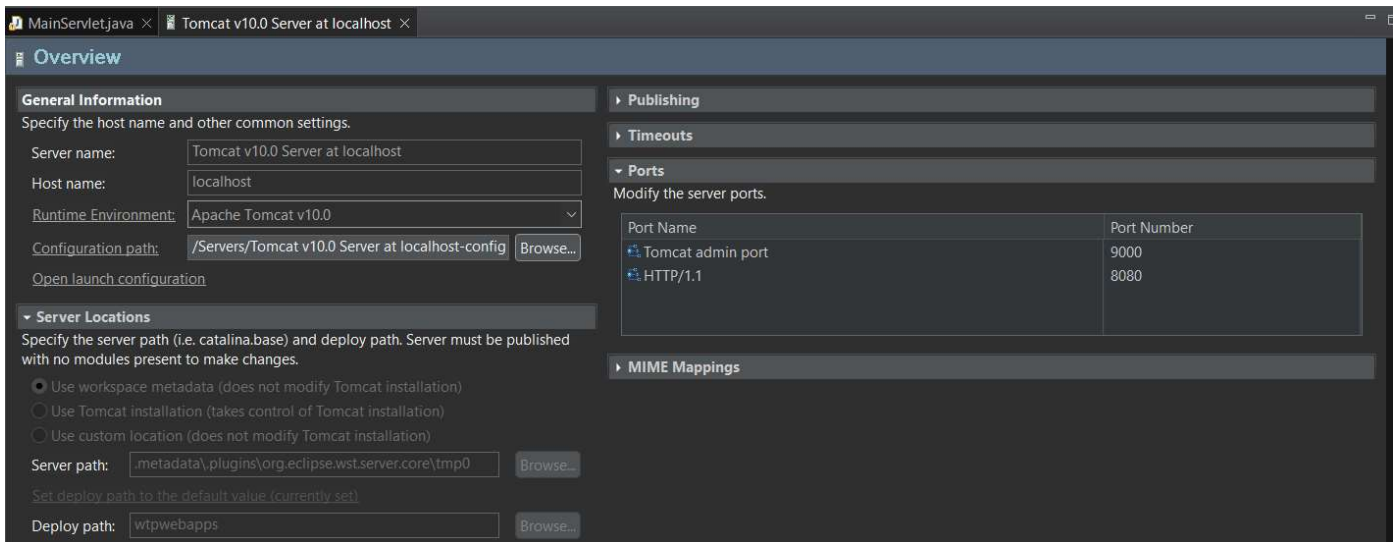 MainServlet.java
Tomcat v10.0 Server at localhost
Overview
General Information
Specify the host name and other common settings.
Server name: Tomcat v10.0 Server at localhost
Host name: localhost
Runtime Environment: Apache Tomcat v10.0
Configuration path: /Servers/Tomcat v10.0 Server at localhost-config Browse...
Open launch configuration
Server Locations
Specify the server path (i.e. catalina.base) and deploy path. Server must be published
with no modules present to make changes.
Use workspace metadata (does not modify Tomcat installation)
Use Tomcat installation (takes control of Tomcat installation)
Use custom location (does not modify Tomcat installation)
Server path: .metadata\.plugins\org.eclipse.wst.server.core\tmp0 Browse...
Set deploy path to the default value (currently set)
Deploy path: wtpwebapps Browse...
Publishing
Timeouts
Ports
Modify the server ports.
Port Name Port Number
Tomcat admin port 9000
HTTP/1.1 8080
MIME Mappings